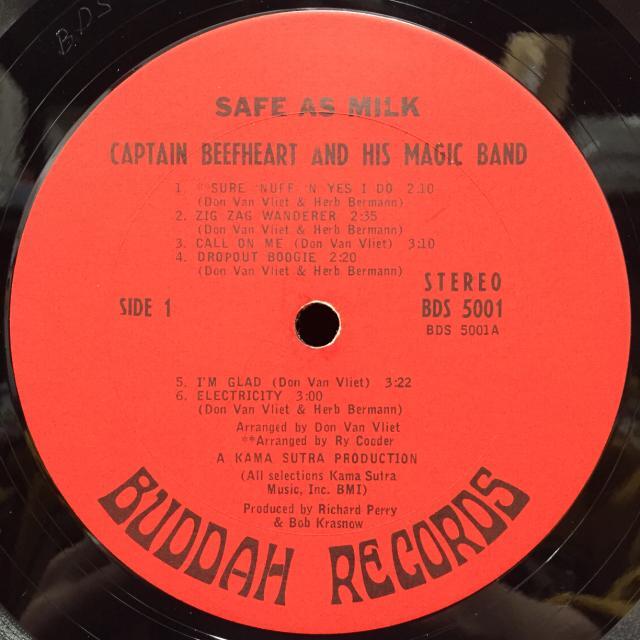 B.D.S
SAFE AS MILK
CAPTAIN BEEFHEART AND HIS MAGIC BAND
1. **SURE 'NUFF 'N YES I DO 2:10
(Don Van Vliet & Herb Bermann)
2. ZIG ZAG WANDERER 2:35
(Don Van Vliet & Herb Bermann)
3. CALL ON ME (Don Van Vliet) 3:10
4. DROPOUT BOOGIE 2:20
(Don Van Vliet & Herb Bermann)
STEREO
SIDE 1
BDS 5001
BDS 5001A
5. I'M GLAD (Don Van Vliet) 3:22
6. ELECTRICITY 3:00
(Don Van Vliet & Herb Bermann)
Arranged by Don Van Vliet
**Arranged by Ry Cooder
A KAMA SUTRA PRODUCTION
(All selections Kama Sutra
Music, Inc. BMI)
Produced by Richard Perry
& Bob Krasnow
BUDDAH RECORDS